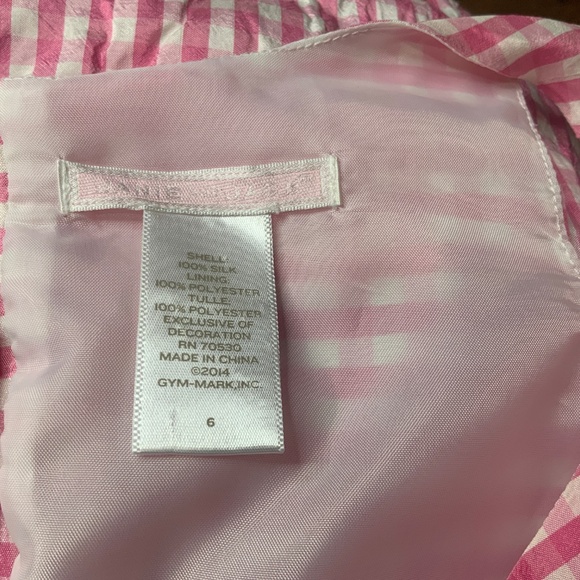 SHELL:
100% SILK
LINING:
100% POLYESTER
TULLE:
100% POLYESTER
EXCLUSIVE OF
DECORATION
RN 70530
MADE IN CHINA
©2014
GYM-MARK,INC.
6